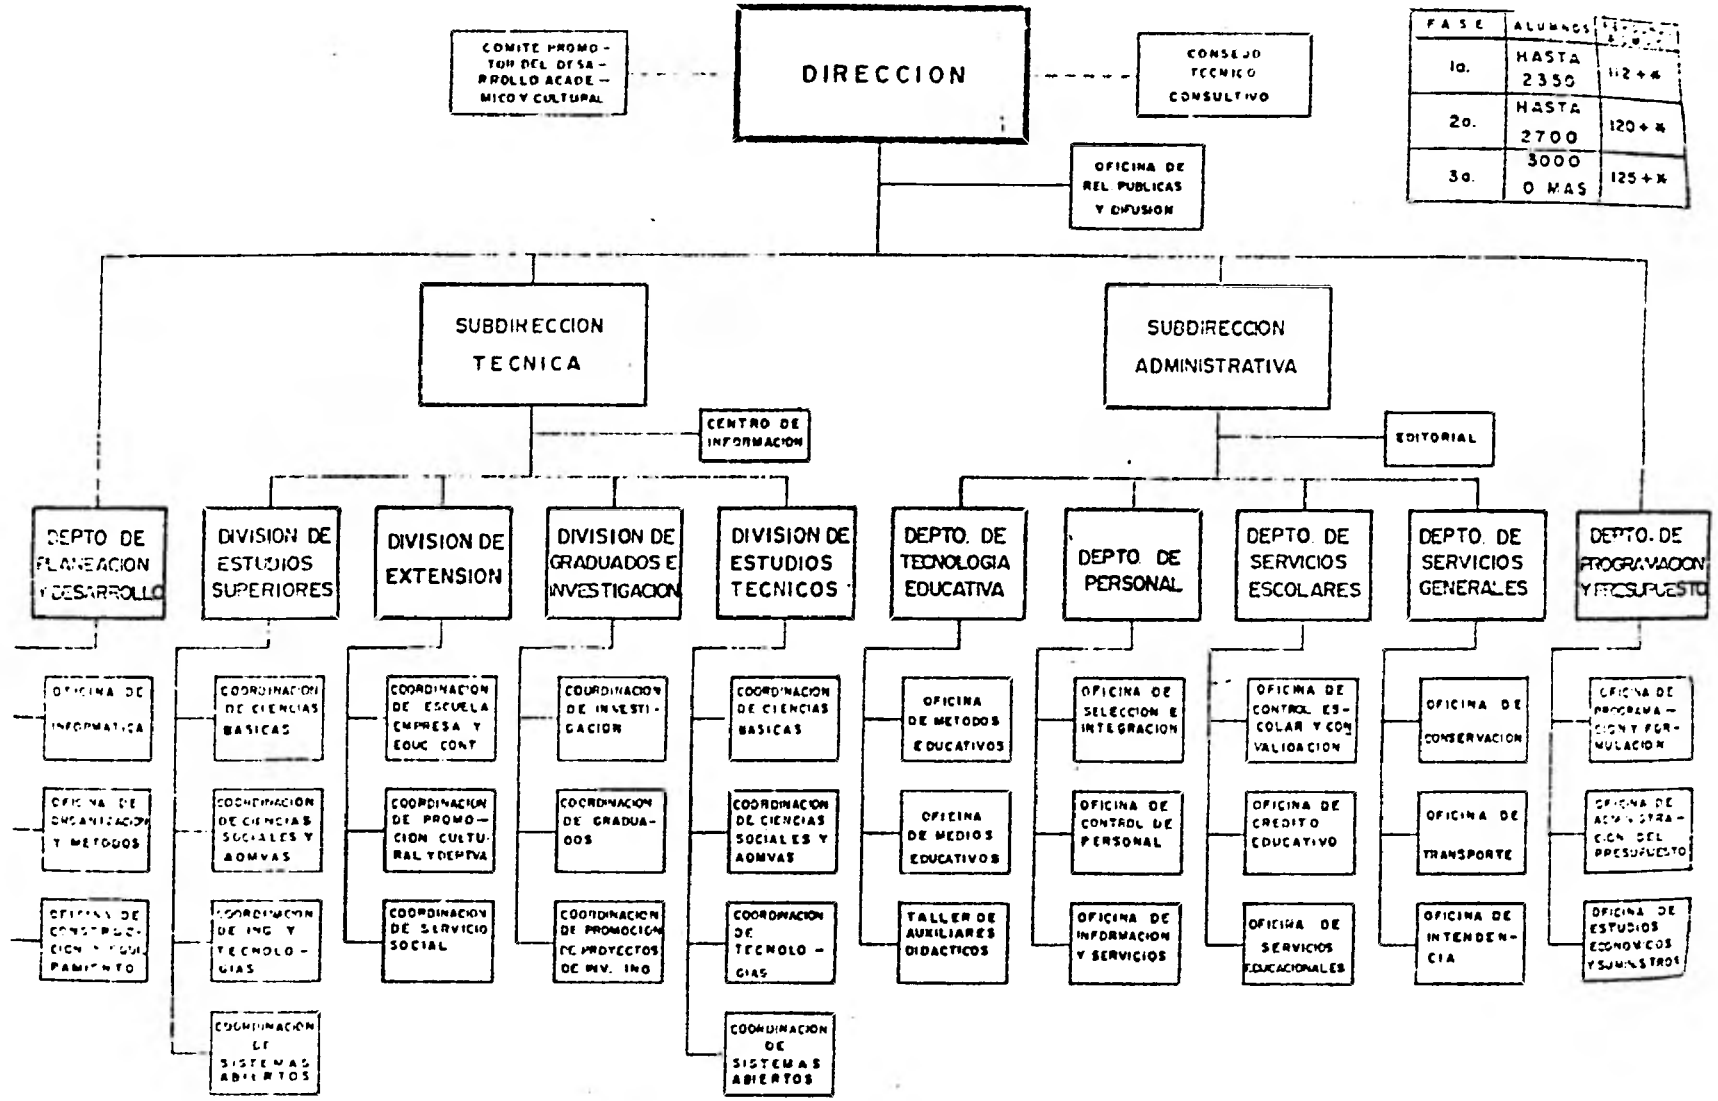 COMITE PROMO-
TOR DEL DESA-
RROLLO ACADE-
MICO Y CULTURAL
DIRECCION
CONSEJO
TECNICO
CONSULTIVO
FASE ALUMNOS
1a. HASTA 2350 112 + *
2a. HASTA 2700 120 + *
3a. 3000 O MAS 125 + *
OFICINA DE
REL. PUBLICAS
Y DIFUSION
SUBDIRECCION
TECNICA
SUBDIRECCION
ADMINISTRATIVA
CENTRO DE
INFORMACION
EDITORIAL
DEPTO. DE
PLANEACION
Y DESARROLLO
DIVISION DE
ESTUDIOS
SUPERIORES
DIVISION DE
EXTENSION
DIVISION DE
GRADUADOS E
INVESTIGACION
DIVISION DE
ESTUDIOS
TECNICOS
DEPTO. DE
TECNOLOGIA
EDUCATIVA
DEPTO. DE
PERSONAL
DEPTO. DE
SERVICIOS
ESCOLARES
DEPTO. DE
SERVICIOS
GENERALES
DEPTO. DE
PROGRAMACION
Y PRESUPUESTO
OFICINA DE
INFORMATICA
COORDINACION
DE CIENCIAS
BASICAS
COORDINACION
DE ESCUELA
EMPRESA Y
EDUC. CONT
COORDINACION
DE INVESTI-
GACION
COORDINACION
DE CIENCIAS
BASICAS
OFICINA
DE METODOS
EDUCATIVOS
OFICINA DE
SELECCION E
INTEGRACION
OFICINA DE
CONTROL ES-
COLAR Y CON
VALIDACION
OFICINA DE
CONSERVACION
OFICINA DE
PROGRAMA-
CION Y FOR-
MULACION
OFICINA DE
ORGANIZACION
Y METODOS
COORDINACION
DE CIENCIAS
SOCIALES Y
ADMVAS
COORDINACION
DE PROMO-
CION CULTU-
RAL Y DEPTVA
COORDINACION
DE GRADUA-
DOS
COORDINACION
DE CIENCIAS
SOCIALES Y
ADMVAS
OFICINA
DE MEDIOS
EDUCATIVOS
OFICINA DE
CONTROL DE
PERSONAL
OFICINA DE
CREDITO
EDUCATIVO
OFICINA DE
TRANSPORTE
OFICINA DE
ADMINISTRA-
CION DEL
PRESUPUESTO
OFICINA DE
CONSTRUC-
CION Y EQUI-
PAMIENTO
COORDINACION
DE ING Y
TECNOLO-
GIAS
COORDINACION
DE SERVICIO
SOCIAL
COORDINACION
DE PROMOCION
DE PROYECTOS
DE INV. ING
COORDINACION
DE
TECNOLO-
GIAS
TALLER DE
AUXILIARES
DIDACTICOS
OFICINA DE
INFORMACION
Y SERVICIOS
OFICINA DE
SERVICIOS
EDUCACIONALES
OFICINA DE
INTENDEN-
CIA
OFICINA DE
ESTUDIOS
ECONOMICOS
Y SUMINISTROS
COORDINACION
DE
SISTEMAS
ABIERTOS
COORDINACION
DE
SISTEMAS
ABIERTOS